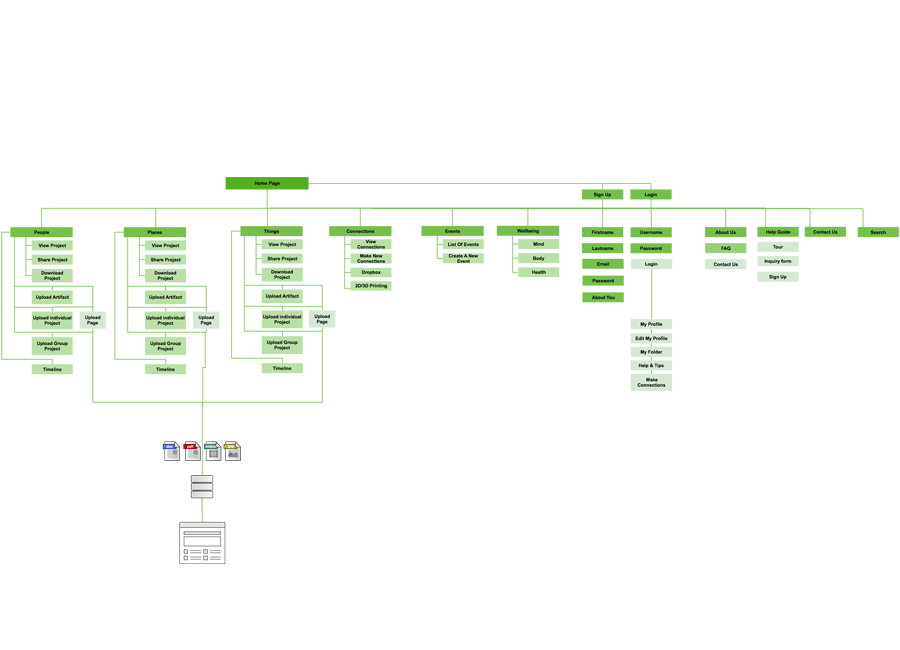 Home Page
Sign Up
Login
People
View Project
Share Project
Download
Project
Upload Artifact
Upload individual
Project
Upload
Page
Upload Group
Project
Timeline
Places
View Project
Share Project
Download
Project
Upload Artifact
Upload individual
Project
Upload
Page
Upload Group
Project
Timeline
Things
View Project
Share Project
Download
Project
Upload Artifact
Upload individual
Project
Upload
Page
Upload Group
Project
Timeline
Connections
View
Connections
Make New
Connections
Dropbox
2D/3D Printing
Events
List Of Events
Create A New
Event
Wellbeing
Mind
Body
Health
Firstname
Lastname
Email
Password
About You
Username
Password
Login
My Profile
Edit My Profile
My Folder
Help & Tips
Make
Connections
About Us
FAQ
Contact Us
Help Guide
Tour
Inquiry form
Sign Up
Contact Us
Search